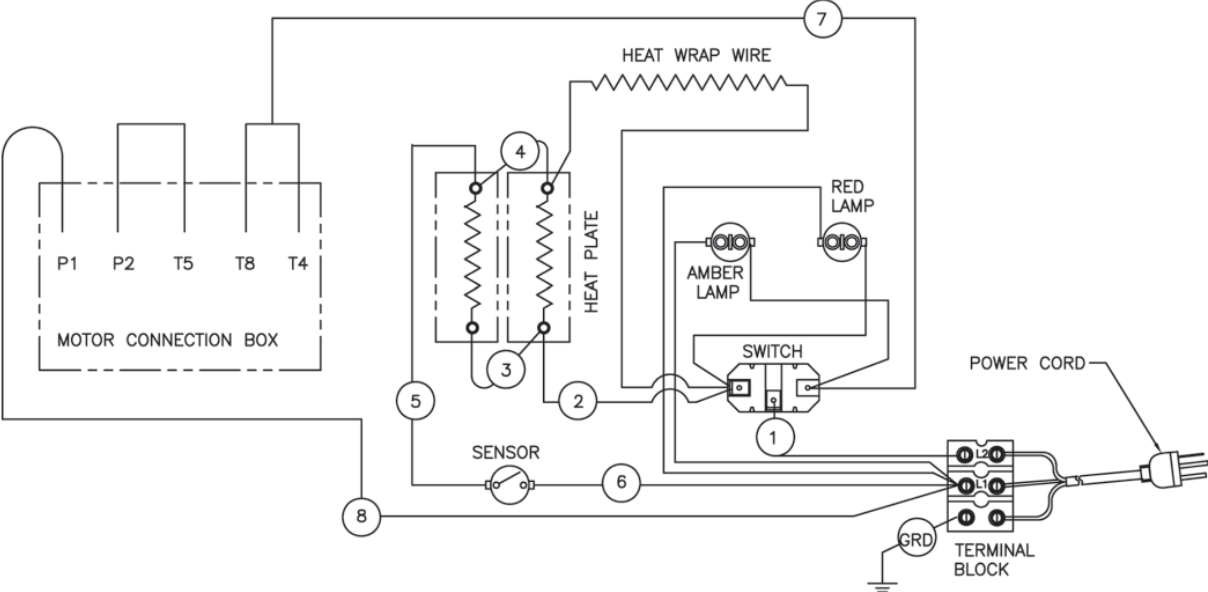 7
HEAT WRAP WIRE
4
RED
LAMP
HEAT PLATE
P1 P2 T5 T8 T4
AMBER
LAMP
MOTOR CONNECTION BOX
SWITCH
3
POWER CORD
5
2
1
SENSOR
L2
6
L1
8
GRD
TERMINAL
BLOCK